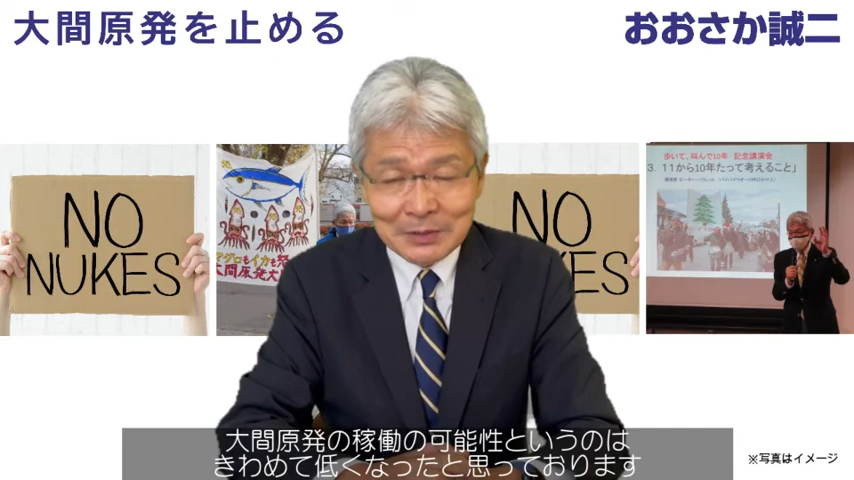 大間原発を止める
おおさか誠二
NO
NUKES
マグロもイカも怒
大間原発大
NO
KES
歩いて、叫んで10年 記念講演会
3.11から10年たって考えること」
大間原発の稼働の可能性というのは
きわめて低くなったと思っております
※写真はイメージ